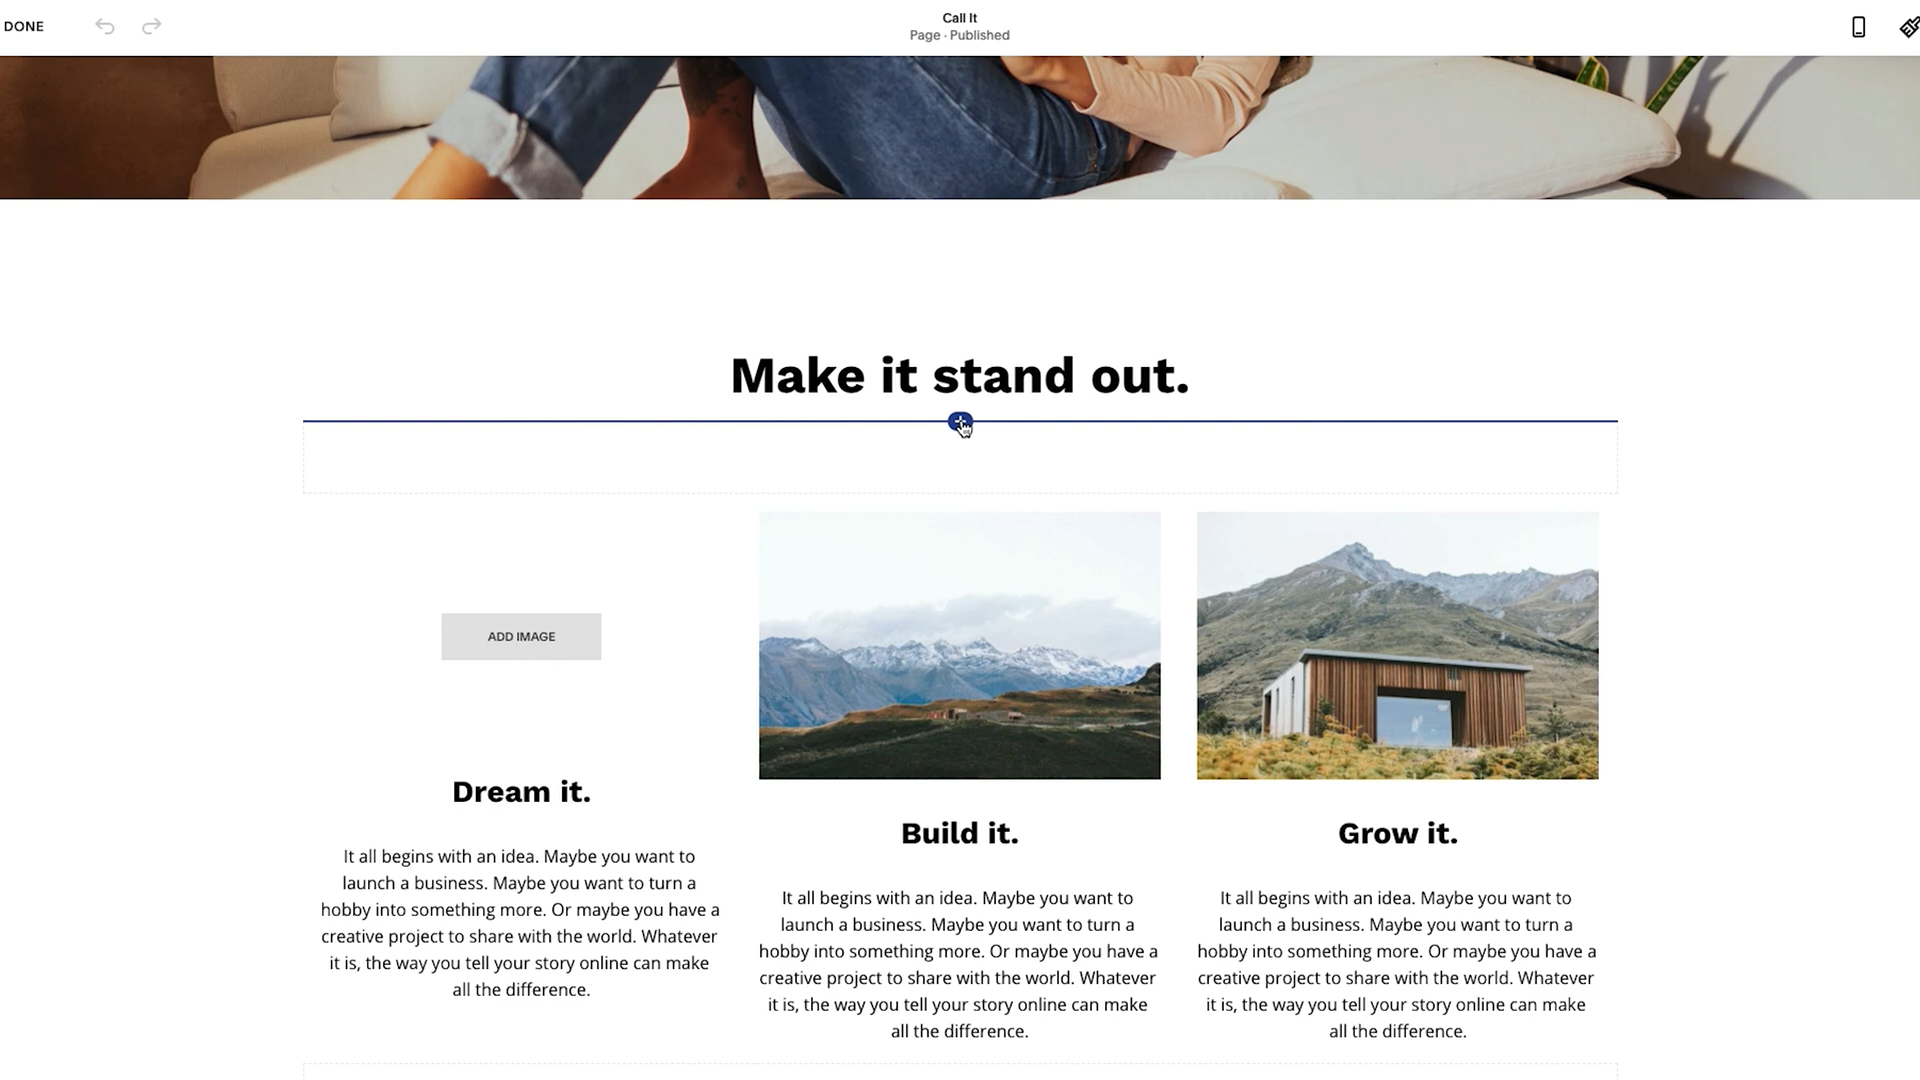 DONE
Call It
Page · Published
Make it stand out.
ADD IMAGE
Dream it.
It all begins with an idea. Maybe you want to
launch a business. Maybe you want to turn a
hobby into something more. Or maybe you have a
creative project to share with the world. Whatever
it is, the way you tell your story online can make
all the difference.
Build it.
It all begins with an idea. Maybe you want to
launch a business. Maybe you want to turn a
hobby into something more. Or maybe you have a
creative project to share with the world. Whatever
it is, the way you tell your story online can make
all the difference.
Grow it.
It all begins with an idea. Maybe you want to
launch a business. Maybe you want to turn a
hobby into something more. Or maybe you have a
creative project to share with the world. Whatever
it is, the way you tell your story online can make
all the difference.